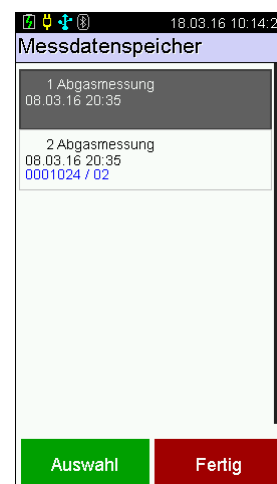 18.03.16 10:14:2
Messdatenspeicher
1 Abgasmessung
08.03.16 20:35
2 Abgasmessung
08.03.16 20:35
0001024 / 02
Auswahl Fertig